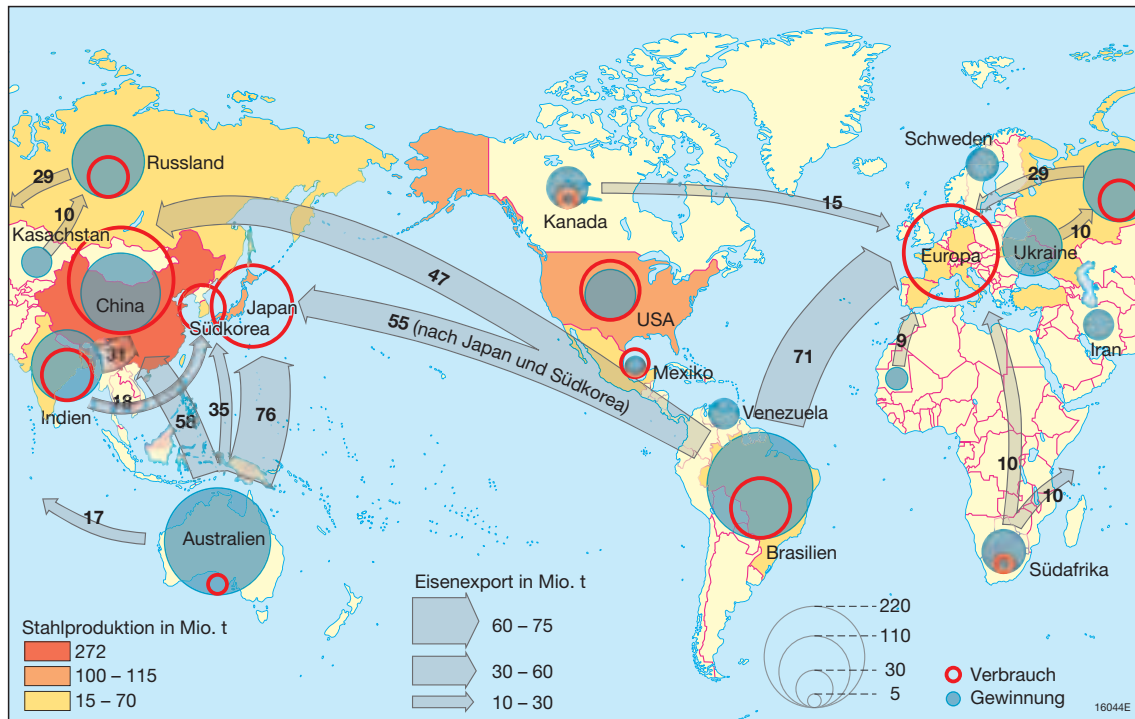 Schweden
Russland
29
29
Kanada
15
10
Kasachstan
Europa
10
Ukraine
47
China
Japan
USA
Südkorea
55 (nach Japan und Südkorea)
71
Iran
31
9
Mexiko
Indien
18
58
35
76
Venezuela
10
10
17
Australien
Brasilien
Südafrika
Eisenexport in Mio. t
60 – 75
30 – 60
10 – 30
220
110
30
5
Stahlproduktion in Mio. t
272
100 – 115
15 – 70
Verbrauch
Gewinnung
16044E